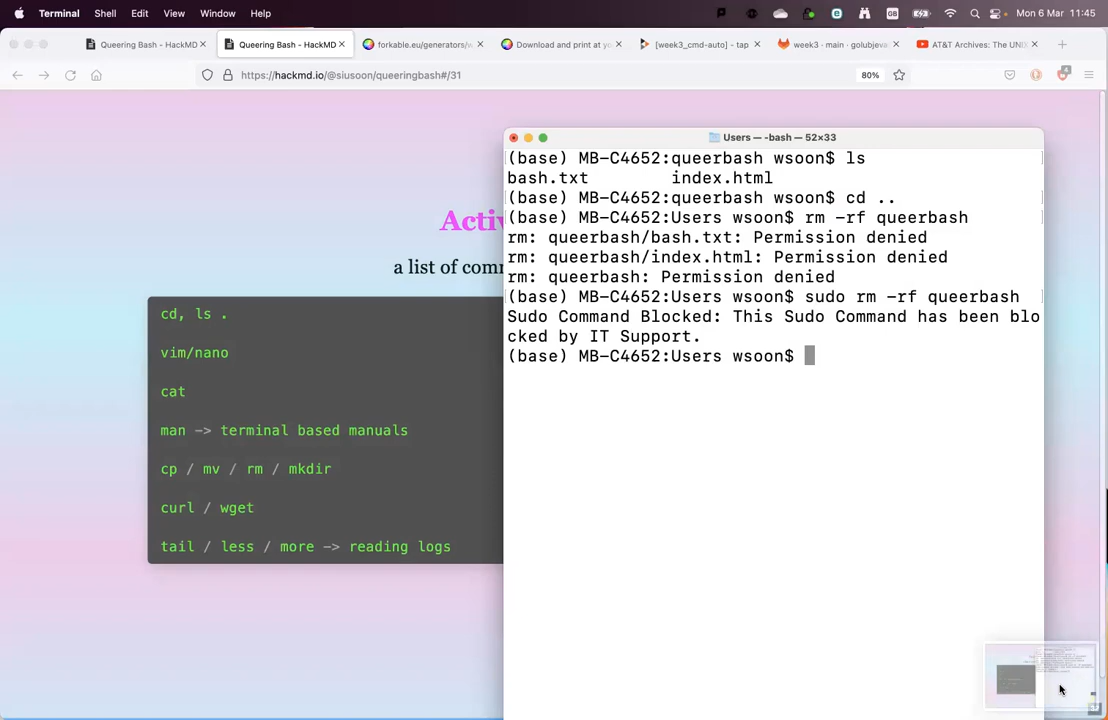 Terminal Shell Edit View Window Help
GB
Mon 6 Mar 11:45
Queering Bash - HackMD
Queering Bash - HackMD
forkable.eu/generators/w
Download and print at yo
[week3_cmd-auto] - tap
week3 · main · golubjeva
AT&T Archives: The UNIX
https://hackmd.io/@siusoon/queeringbash#/31
80%
Activ
a list of comm
cd, ls .
vim/nano
cat
man -> terminal based manuals
cp / mv / rm / mkdir
curl / wget
tail / less / more -> reading logs
Users — -bash — 52×33
(base) MB-C4652:queerbash wsoon$ ls
bash.txt index.html
(base) MB-C4652:queerbash wsoon$ cd ..
(base) MB-C4652:Users wsoon$ rm -rf queerbash
rm: queerbash/bash.txt: Permission denied
rm: queerbash/index.html: Permission denied
rm: queerbash: Permission denied
(base) MB-C4652:Users wsoon$ sudo rm -rf queerbash
Sudo Command Blocked: This Sudo Command has been blo
cked by IT Support.
(base) MB-C4652:Users wsoon$